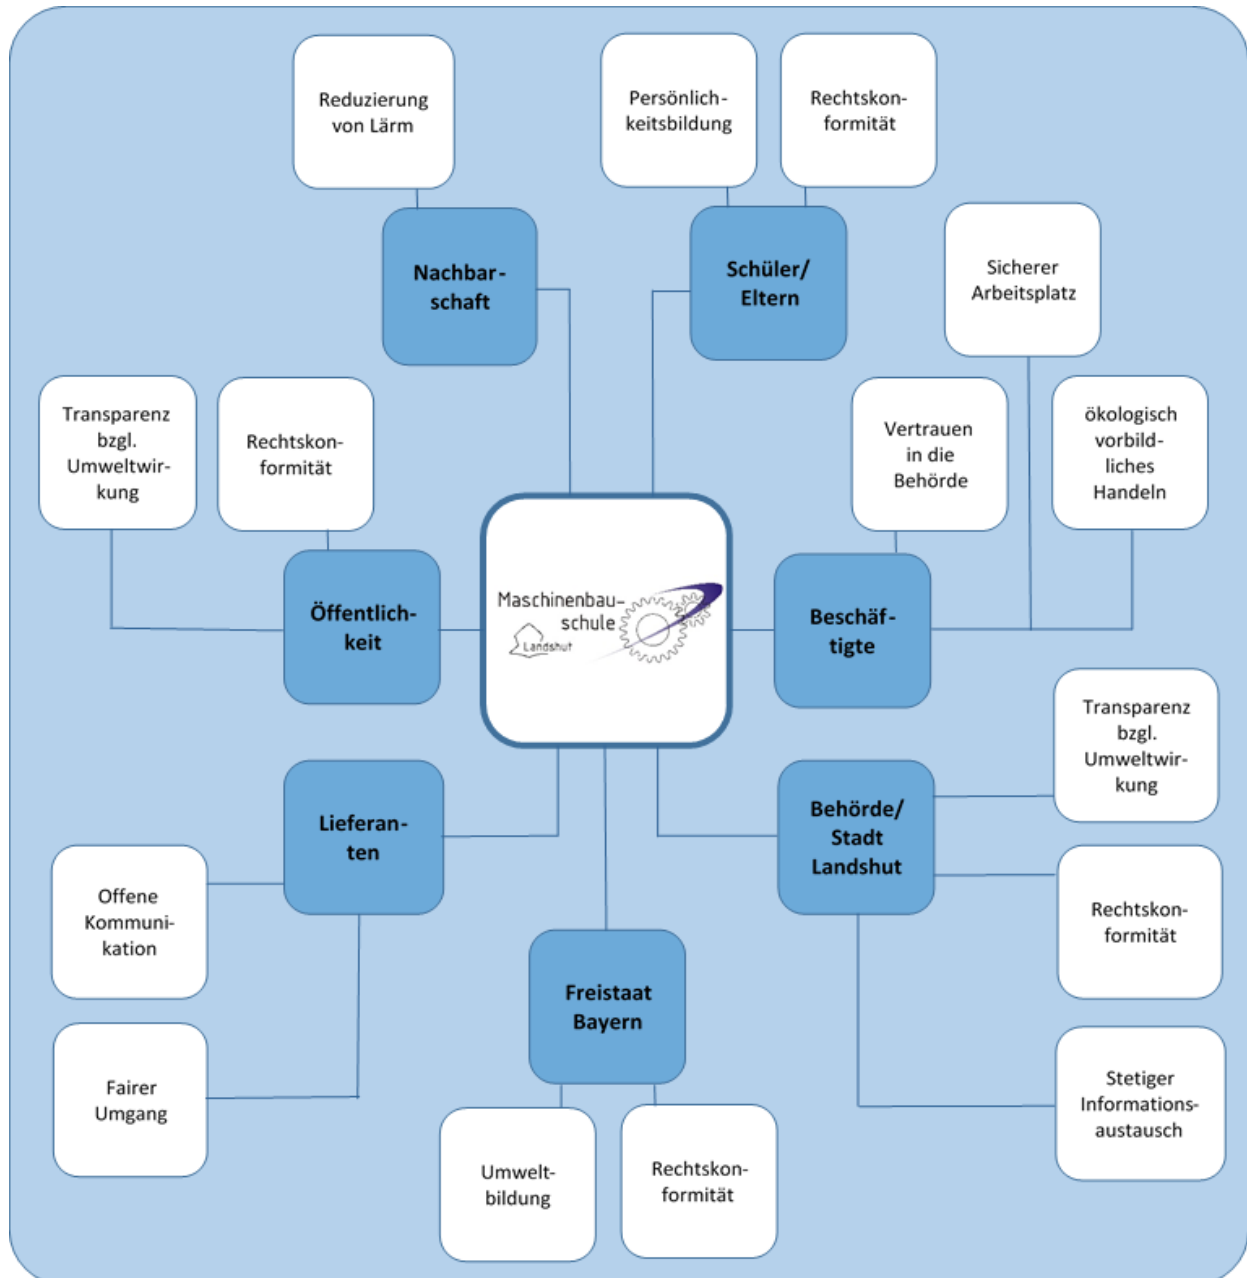 Reduzierung
von Lärm
Persönlich-
keitsbildung
Rechtskon-
formität
Nachbar-
schaft
Schüler/
Eltern
Sicherer
Arbeitsplatz
Transparenz
bzgl.
Umweltwir-
kung
Rechtskon-
formität
Vertrauen
in die
Behörde
ökologisch
vorbild-
liches
Handeln
Öffentlich-
keit
Maschinenbau-
schule
Landshut
Beschäf-
tigte
Lieferan-
ten
Behörde/
Stadt
Landshut
Transparenz
bzgl.
Umweltwir-
kung
Offene
Kommuni-
kation
Rechtskon-
formität
Freistaat
Bayern
Fairer
Umgang
Stetiger
Informations-
austausch
Umwelt-
bildung
Rechtskon-
formität